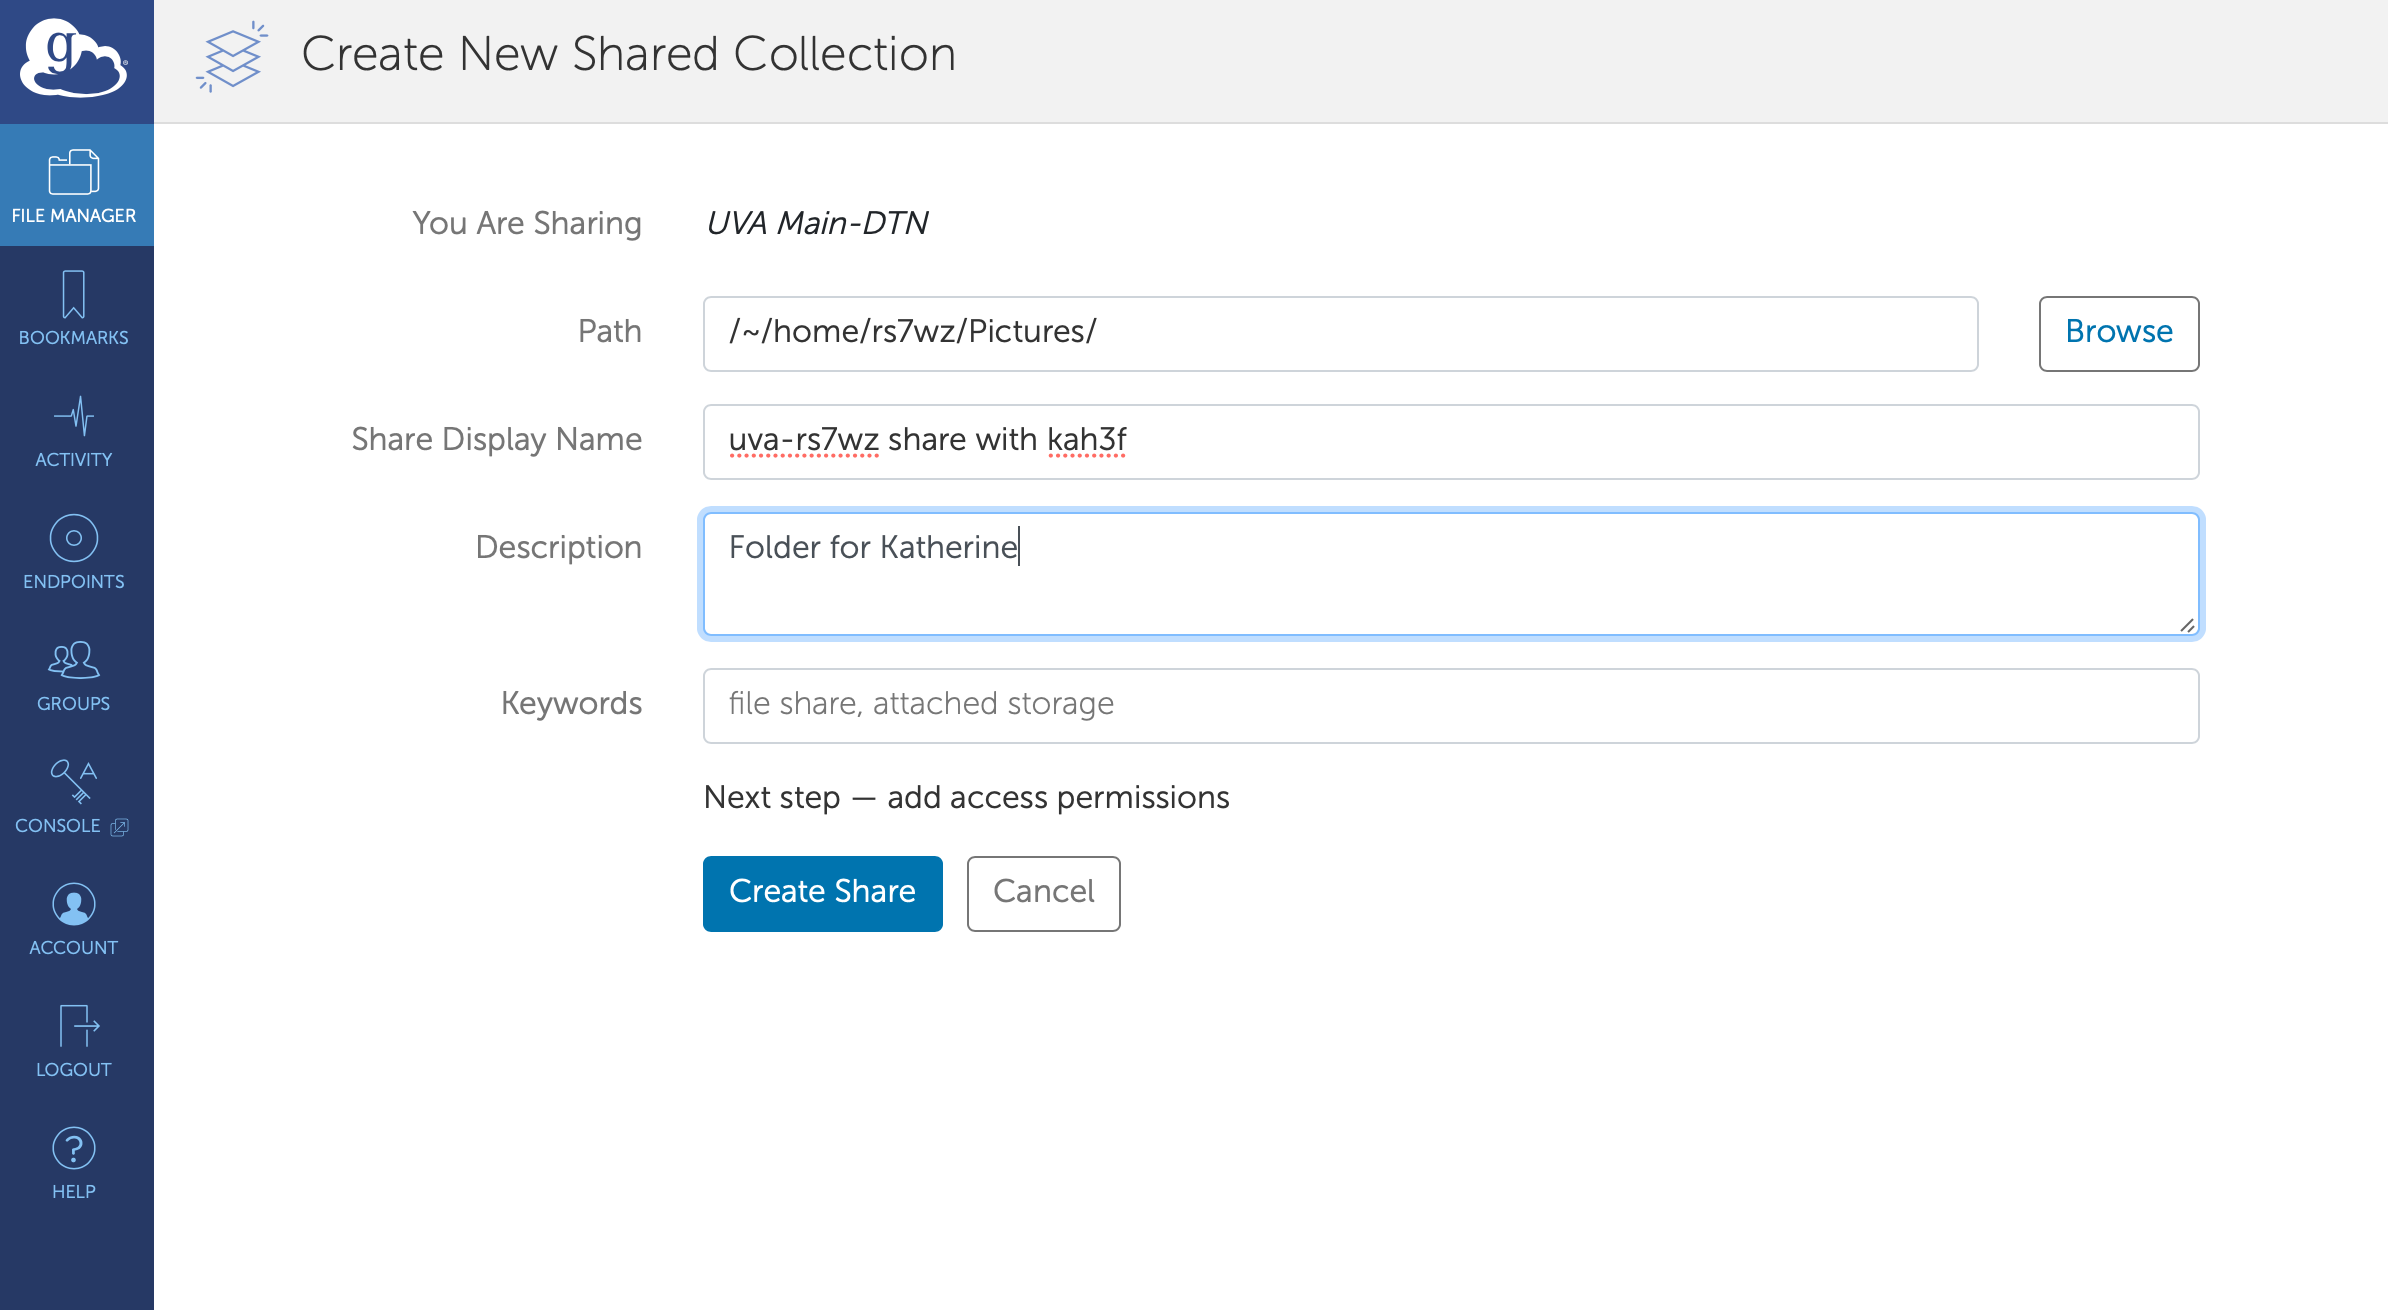 g
Create New Shared Collection
FILE MANAGER
BOOKMARKS
ACTIVITY
ENDPOINTS
GROUPS
CONSOLE
ACCOUNT
LOGOUT
HELP
You Are Sharing UVA Main-DTN
Path /~/home/rs7wz/Pictures/ Browse
Share Display Name uva-rs7wz share with kah3f
Description Folder for Katherine
Keywords file share, attached storage
Next step — add access permissions
Create Share Cancel